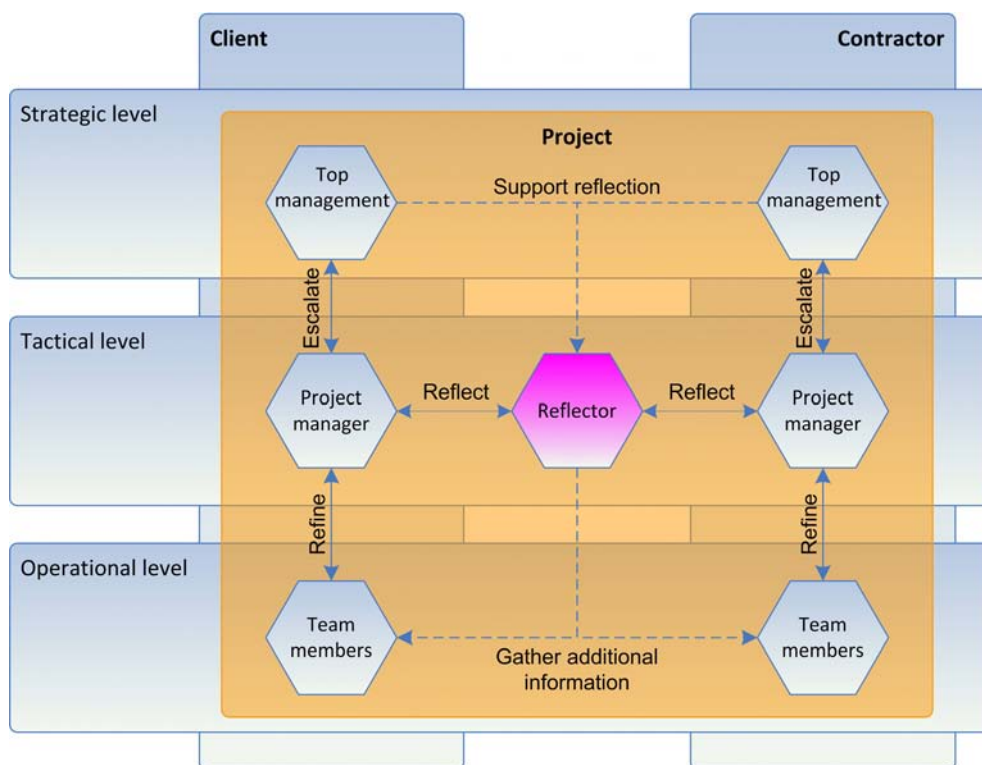 Client
Contractor
Strategic level
Project
Top
management
Support reflection
Top
management
Escalate
Escalate
Tactical level
Project
manager
Reflect
Reflector
Reflect
Project
manager
Refine
Refine
Operational level
Team
members
Gather additional
information
Team
members